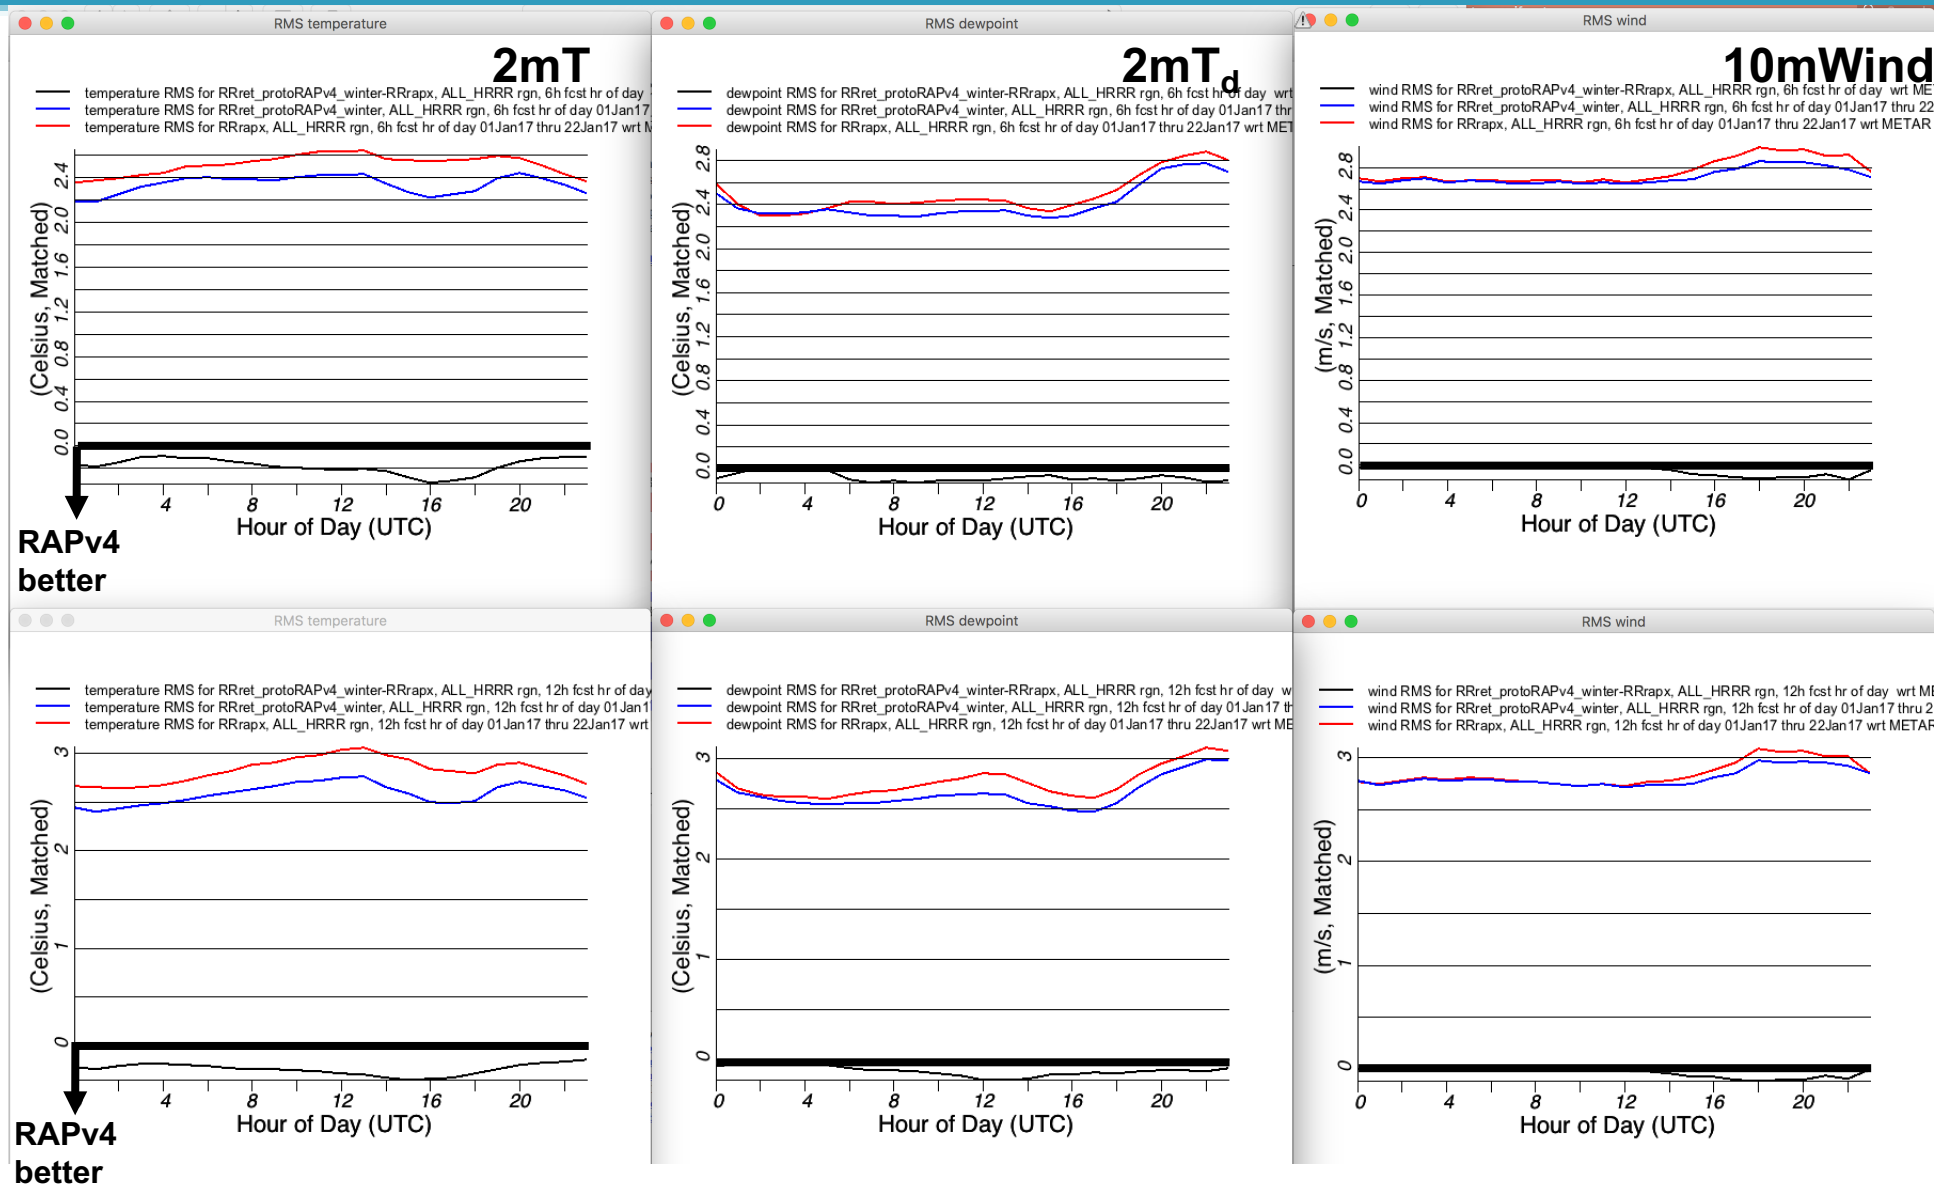 RMS temperature
2mT
temperature RMS for RRret_protoRAPv4_winter-RRrapx, ALL_HRRR rgn, 6h fcst hr of day
temperature RMS for RRret_protoRAPv4_winter, ALL_HRRR rgn, 6h fcst hr of day 01Jan17
temperature RMS for RRrapx, ALL_HRRR rgn, 6h fcst hr of day 01Jan17 thru 22Jan17 wrt M
(Celsius, Matched)
2.4
2.0
1.6
1.2
0.8
0.4
0.0
4 8 12 16 20
Hour of Day (UTC)
RAPv4
better
RMS dewpoint
2mTd
dewpoint RMS for RRret_protoRAPv4_winter-RRrapx, ALL_HRRR rgn, 6h fcst hr of day wrt
dewpoint RMS for RRret_protoRAPv4_winter, ALL_HRRR rgn, 6h fcst hr of day 01Jan17 thr
dewpoint RMS for RRrapx, ALL_HRRR rgn, 6h fcst hr of day 01Jan17 thru 22Jan17 wrt MET
(Celsius, Matched)
2.8
2.4
2.0
1.6
1.2
0.8
0.4
0.0
0 4 8 12 16 20
Hour of Day (UTC)
RMS wind
10mWind
wind RMS for RRret_protoRAPv4_winter-RRrapx, ALL_HRRR rgn, 6h fcst hr of day wrt ME
wind RMS for RRret_protoRAPv4_winter, ALL_HRRR rgn, 6h fcst hr of day 01Jan17 thru 22
wind RMS for RRrapx, ALL_HRRR rgn, 6h fcst hr of day 01Jan17 thru 22Jan17 wrt METAR
(m/s, Matched)
2.8
2.4
2.0
1.6
1.2
0.8
0.4
0.0
0 4 8 12 16 20
Hour of Day (UTC)
RMS temperature
temperature RMS for RRret_protoRAPv4_winter-RRrapx, ALL_HRRR rgn, 12h fcst hr of day
temperature RMS for RRret_protoRAPv4_winter, ALL_HRRR rgn, 12h fcst hr of day 01Jan1
temperature RMS for RRrapx, ALL_HRRR rgn, 12h fcst hr of day 01Jan17 thru 22Jan17 wrt
(Celsius, Matched)
3
2
1
0
4 8 12 16 20
Hour of Day (UTC)
RAPv4
better
RMS dewpoint
dewpoint RMS for RRret_protoRAPv4_winter-RRrapx, ALL_HRRR rgn, 12h fcst hr of day w
dewpoint RMS for RRret_protoRAPv4_winter, ALL_HRRR rgn, 12h fcst hr of day 01Jan17 th
dewpoint RMS for RRrapx, ALL_HRRR rgn, 12h fcst hr of day 01Jan17 thru 22Jan17 wrt ME
(Celsius, Matched)
3
2
1
0
0 4 8 12 16 20
Hour of Day (UTC)
RMS wind
wind RMS for RRret_protoRAPv4_winter-RRrapx, ALL_HRRR rgn, 12h fcst hr of day wrt ME
wind RMS for RRret_protoRAPv4_winter, ALL_HRRR rgn, 12h fcst hr of day 01Jan17 thru 2
wind RMS for RRrapx, ALL_HRRR rgn, 12h fcst hr of day 01Jan17 thru 22Jan17 wrt METAR
(m/s, Matched)
3
2
1
0
0 4 8 12 16 20
Hour of Day (UTC)